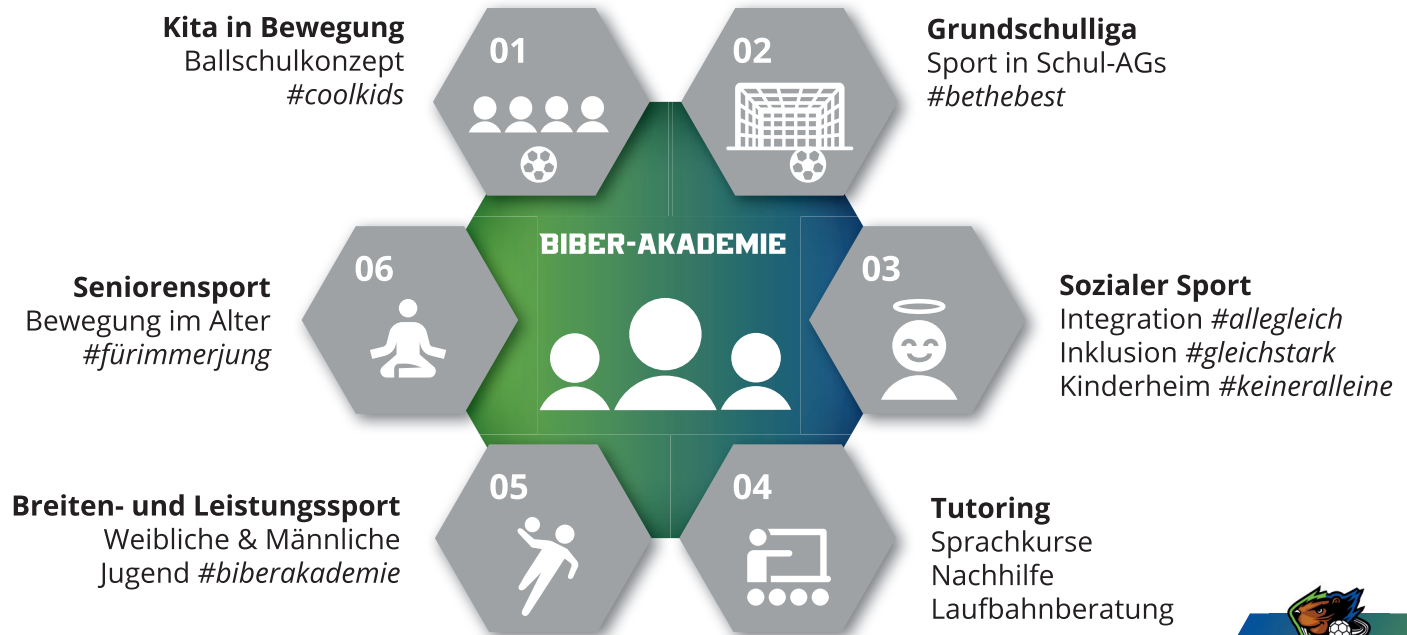 Kita in Bewegung
Ballschulkonzept
#coolkids
01
02
Grundschulliga
Sport in Schul-AGs
#bethebest
BIBER-AKADEMIE
03
Sozialer Sport
Integration #allegleich
Inklusion #gleichstark
Kinderheim #keineralleine
04
Tutoring
Sprachkurse
Nachhilfe
Laufbahnberatung
05
Breiten- und Leistungssport
Weibliche & Männliche
Jugend #biberakademie
06
Seniorensport
Bewegung im Alter
#fürimmerjung